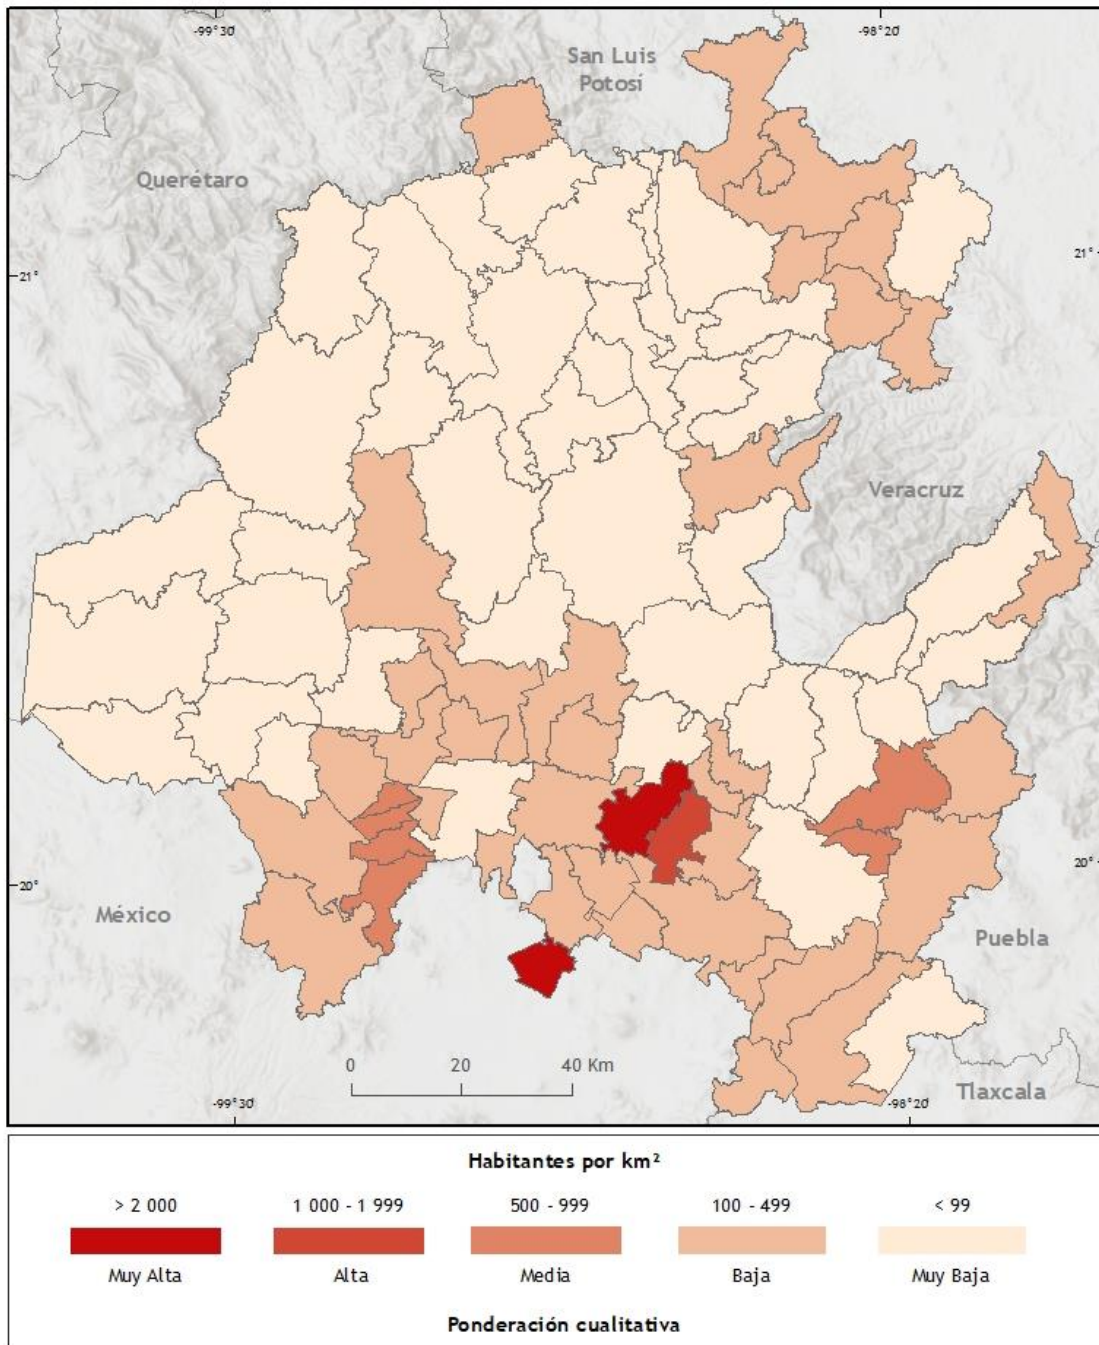 -99°30'
-98°20'
San Luis
Potosí
Querétaro
21°
21°
Veracruz
20°
20°
México
Puebla
0 20 40 Km
Tlaxcala
-99°30'
-98°20'
Habitantes por km²
> 2 000 1 000 - 1 999 500 - 999 100 - 499 < 99
Muy Alta Alta Media Baja Muy Baja
Ponderación cualitativa